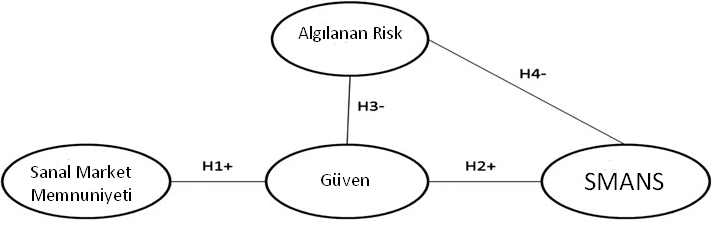 Algılanan Risk
H4-
H3-
H1+
H2+
Sanal Market
Memnuniyeti
Güven
SMANS